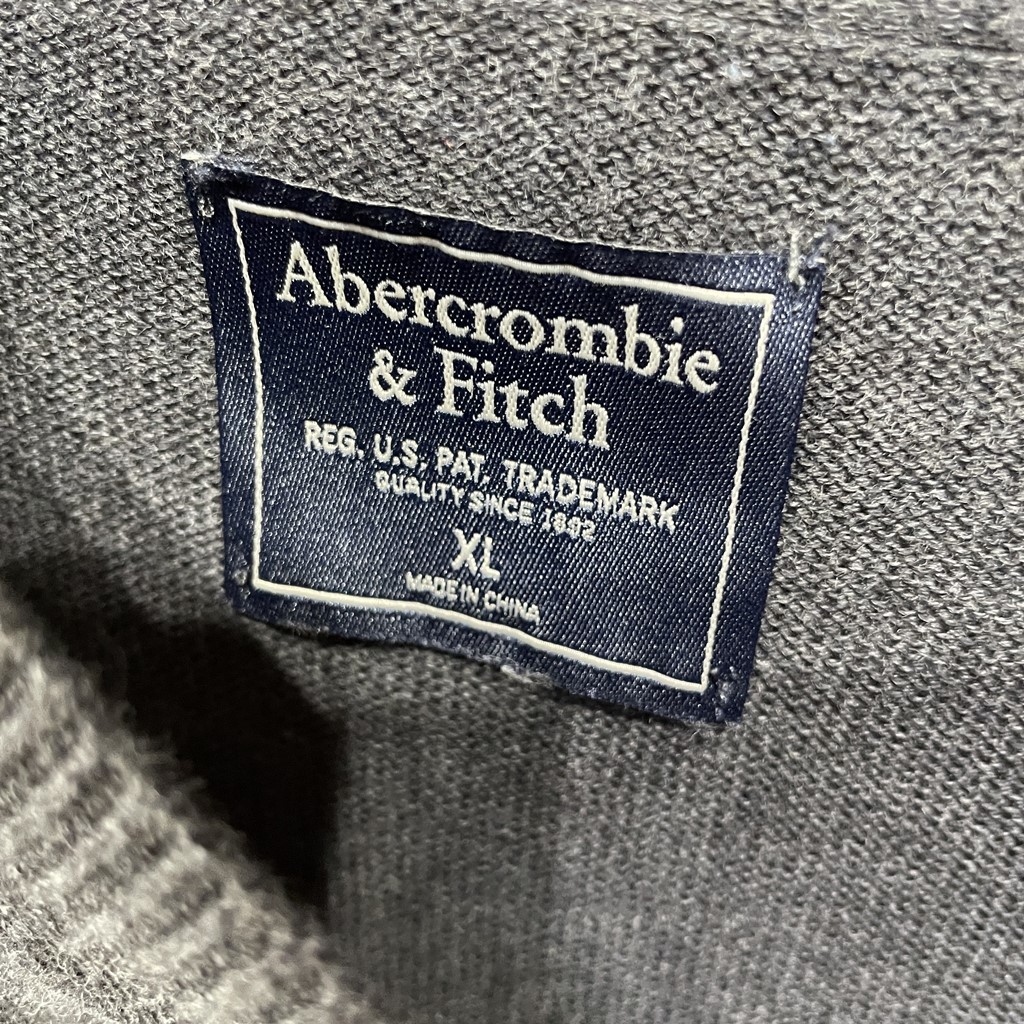 Abercrombie
& Fitch
REG. U.S. PAT. TRADEMARK
QUALITY SINCE 1892
XL
MADE IN CHINA